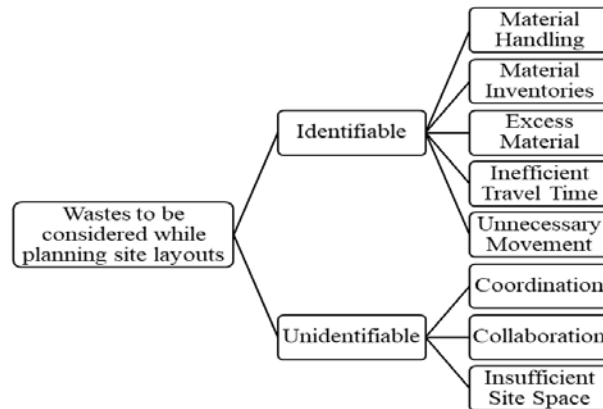 Material
Handling
Material
Inventories
Identifiable
Excess
Material
Inefficient
Travel Time
Wastes to be
considered while
planning site layouts
Unnecessary
Movement
Coordination
Unidentifiable
Collaboration
Insufficient
Site Space